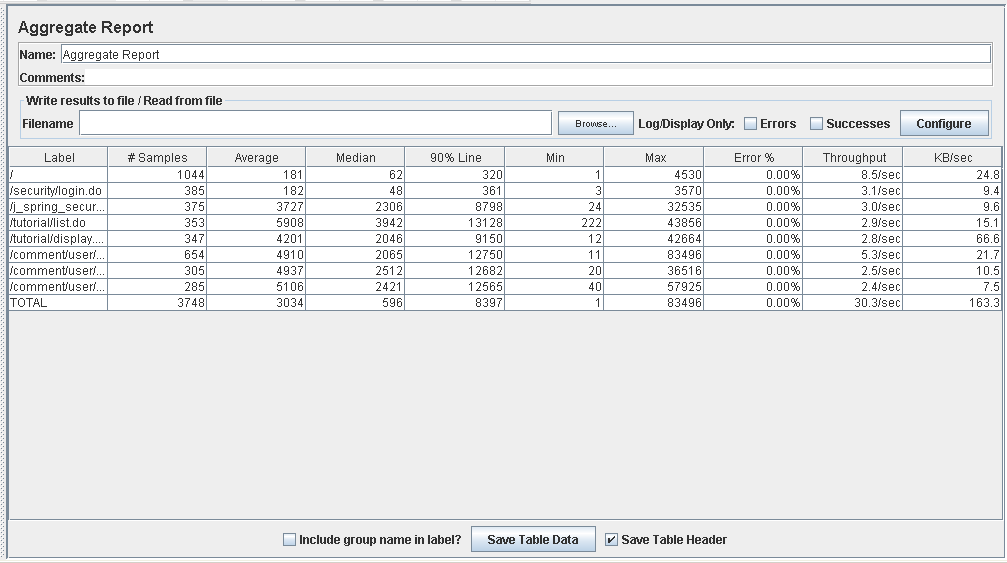 Aggregate Report
Name: Aggregate Report
Comments:
Write results to file / Read from file
Filename Browse... Log/Display Only: Errors Successes Configure
Label # Samples Average Median 90% Line Min Max Error % Throughput KB/sec
/ 1044 181 62 320 1 4530 0.00% 8.5/sec 24.8
/security/login.do 385 182 48 361 3 3570 0.00% 3.1/sec 9.4
/j_spring_secur... 375 3727 2306 8798 24 32535 0.00% 3.0/sec 9.6
/tutorial/list.do 353 5908 3942 13128 222 43856 0.00% 2.9/sec 15.1
/tutorial/display.... 347 4201 2046 9150 12 42664 0.00% 2.8/sec 66.6
/comment/user/... 654 4910 2065 12750 11 83496 0.00% 5.3/sec 21.7
/comment/user/... 305 4937 2512 12682 20 36516 0.00% 2.5/sec 10.5
/comment/user/... 285 5106 2421 12565 40 57925 0.00% 2.4/sec 7.5
TOTAL 3748 3034 596 8397 1 83496 0.00% 30.3/sec 163.3
Include group name in label? Save Table Data Save Table Header